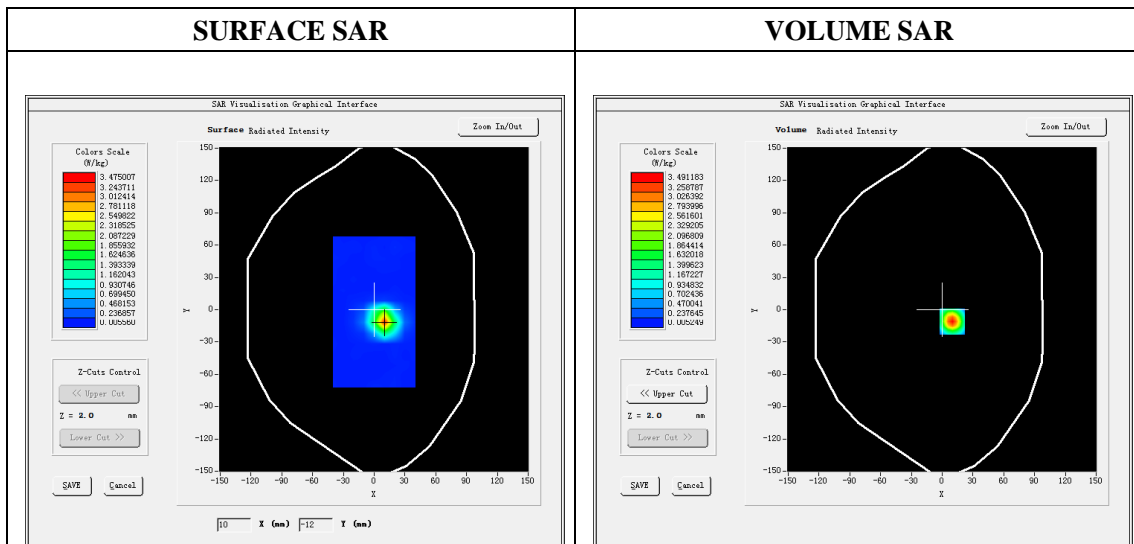 SURFACE SAR
VOLUME SAR
SAR Visualisation Graphical Interface
Surface Radiated Intensity
Zoom In/Out
Colors Scale
(W/kg)
3.475007
3.243711
3.012414
2.781118
2.549822
2.318525
2.087229
1.855932
1.624636
1.393339
1.162043
0.930746
0.699450
0.468153
0.236857
0.005560
150
120
90
60
30
0
-30
-60
-90
-120
-150
Y
-150 -120 -90 -60 -30 0 30 60 90 120 150
X
Z-Cuts Control
<< Upper Cut
Z = 2.0 mm
Lower Cut >>
SAVE Cancel
10 X (mm) -12 Y (mm)
SAR Visualisation Graphical Interface
Volume Radiated Intensity
Zoom In/Out
Colors Scale
(W/kg)
3.491183
3.258787
3.026392
2.793996
2.561601
2.329205
2.096809
1.864414
1.632018
1.399623
1.167227
0.934832
0.702436
0.470041
0.237645
0.005249
150
120
90
60
30
0
-30
-60
-90
-120
-150
Y
-150 -120 -90 -60 -30 0 30 60 90 120 150
X
Z-Cuts Control
<< Upper Cut
Z = 2.0 mm
Lower Cut >>
SAVE Cancel